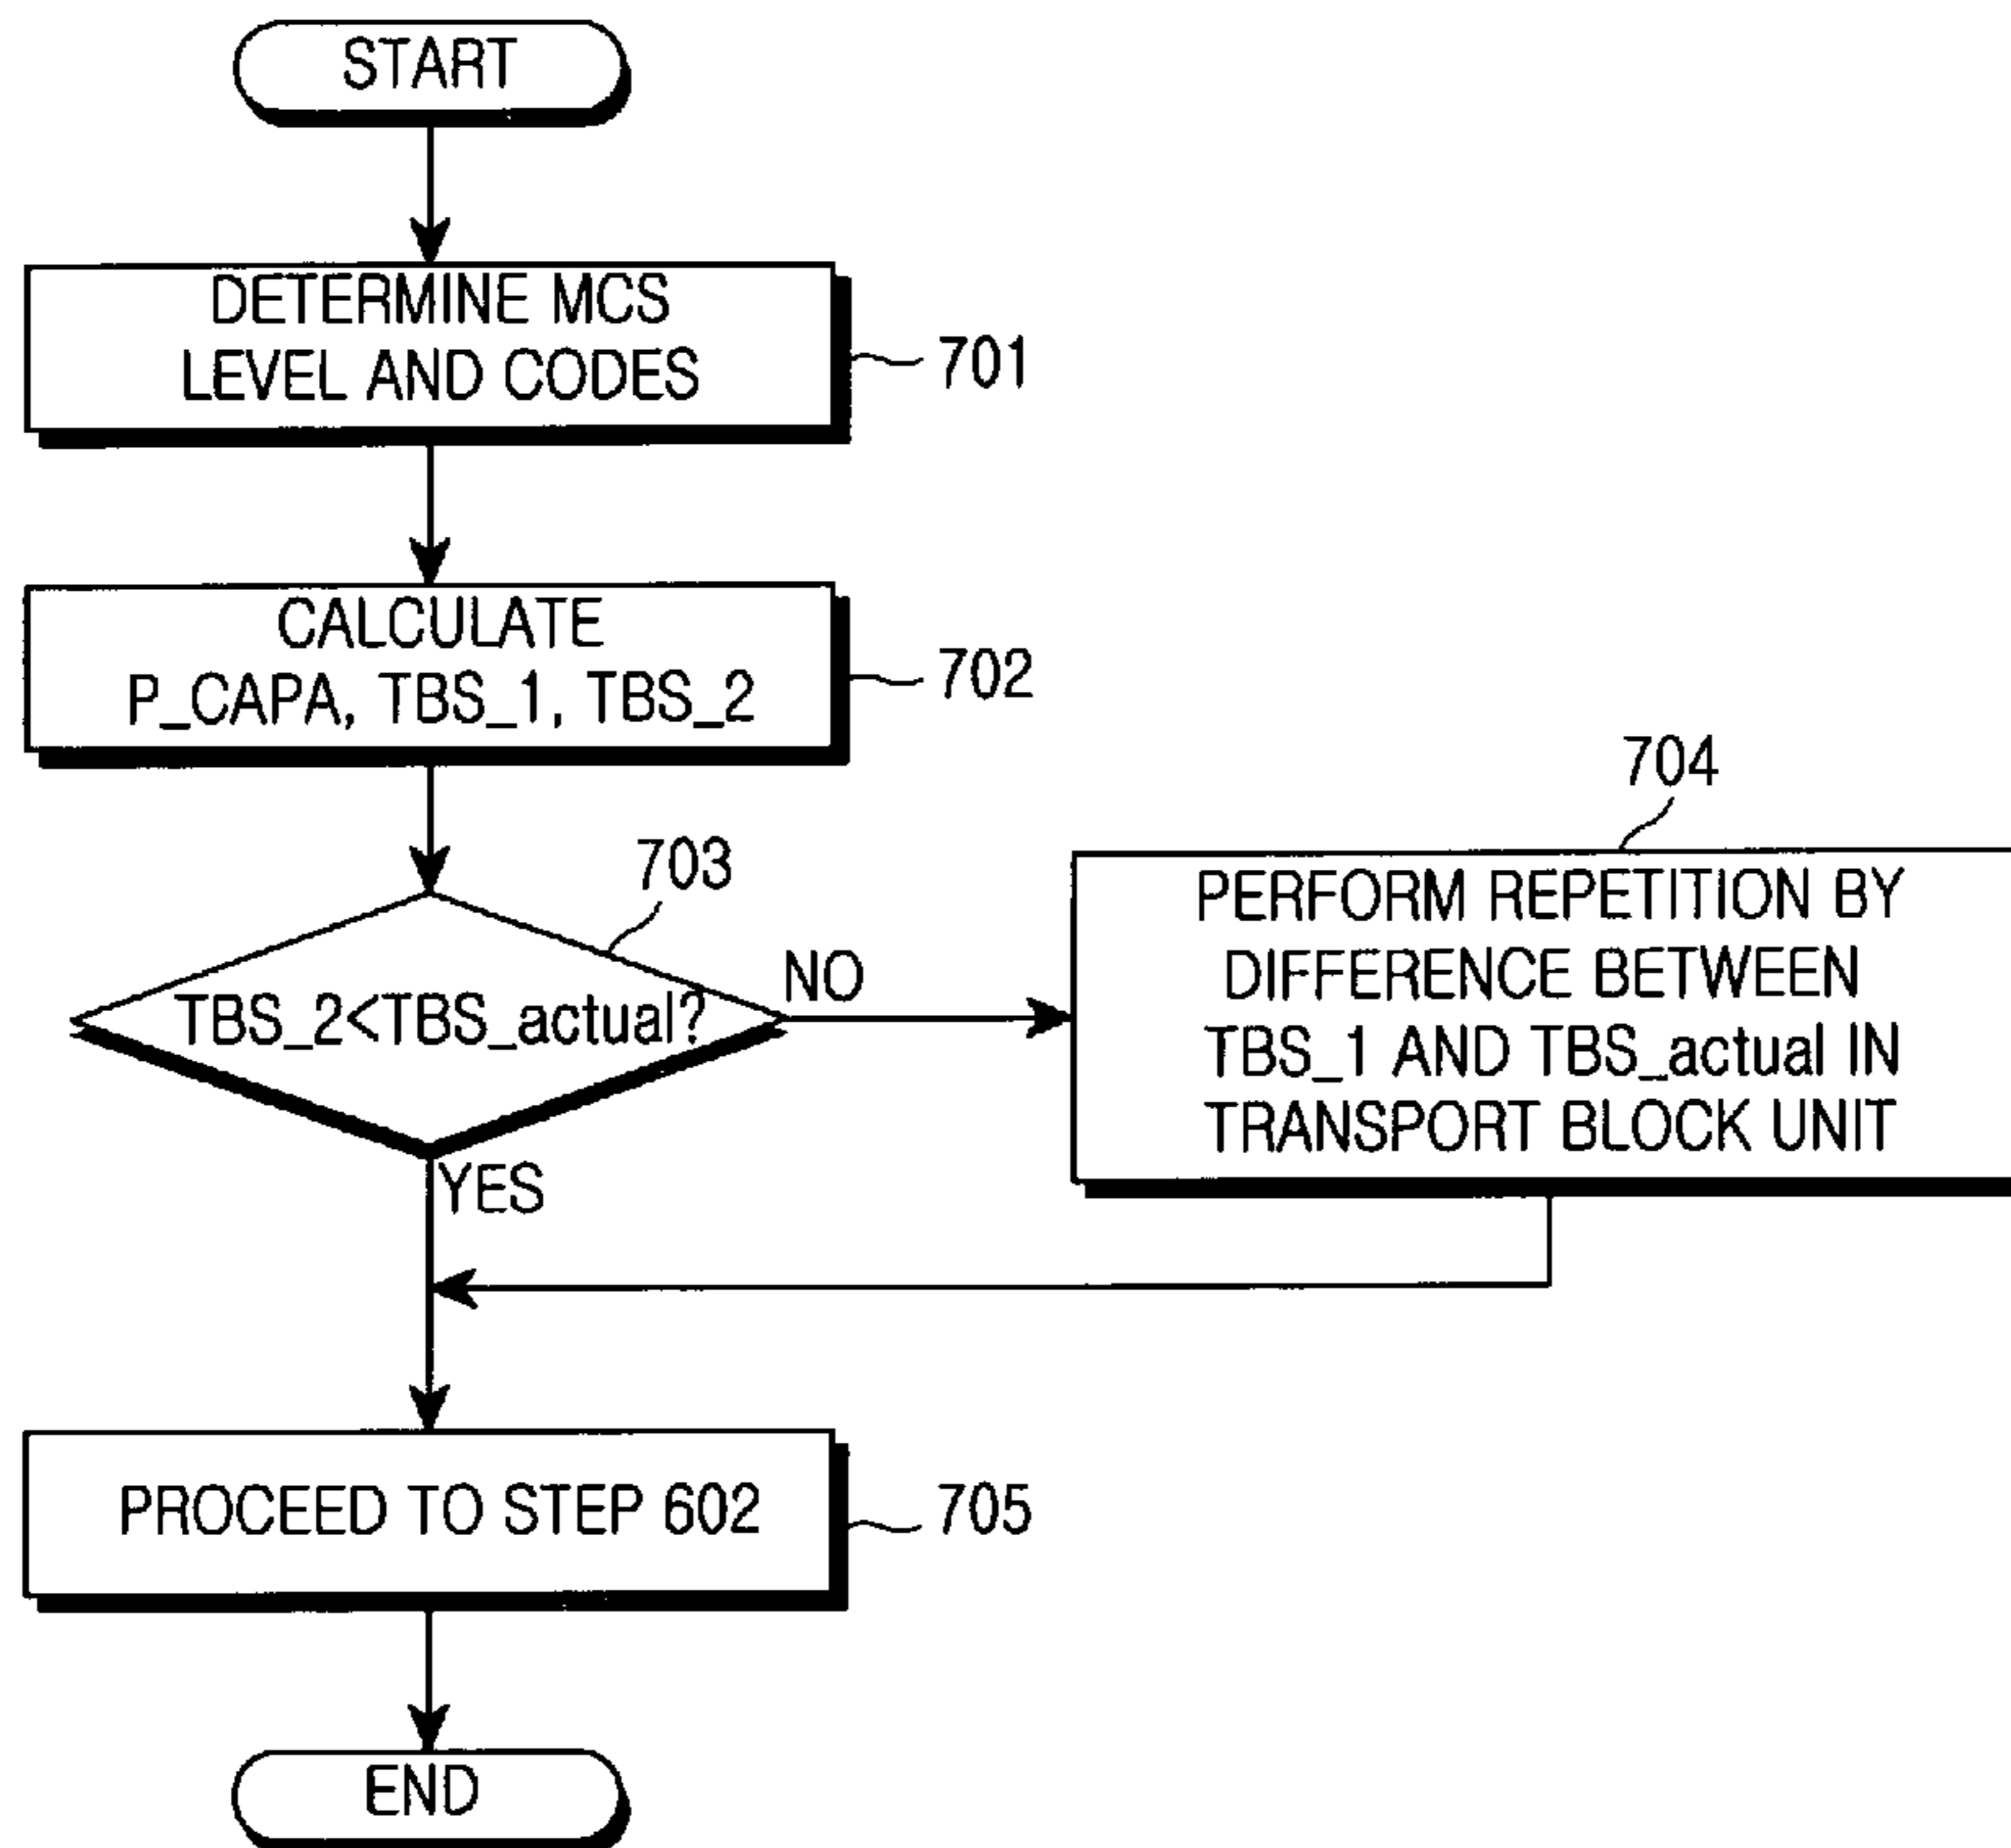 START
DETERMINE MCS
LEVEL AND CODES
701
CALCULATE
P_CAPA, TBS_1, TBS_2
702
703
TBS_2<TBS_actual?
NO
YES
704
PERFORM REPETITION BY
DIFFERENCE BETWEEN
TBS_1 AND TBS_actual IN
TRANSPORT BLOCK UNIT
PROCEED TO STEP 602
705
END